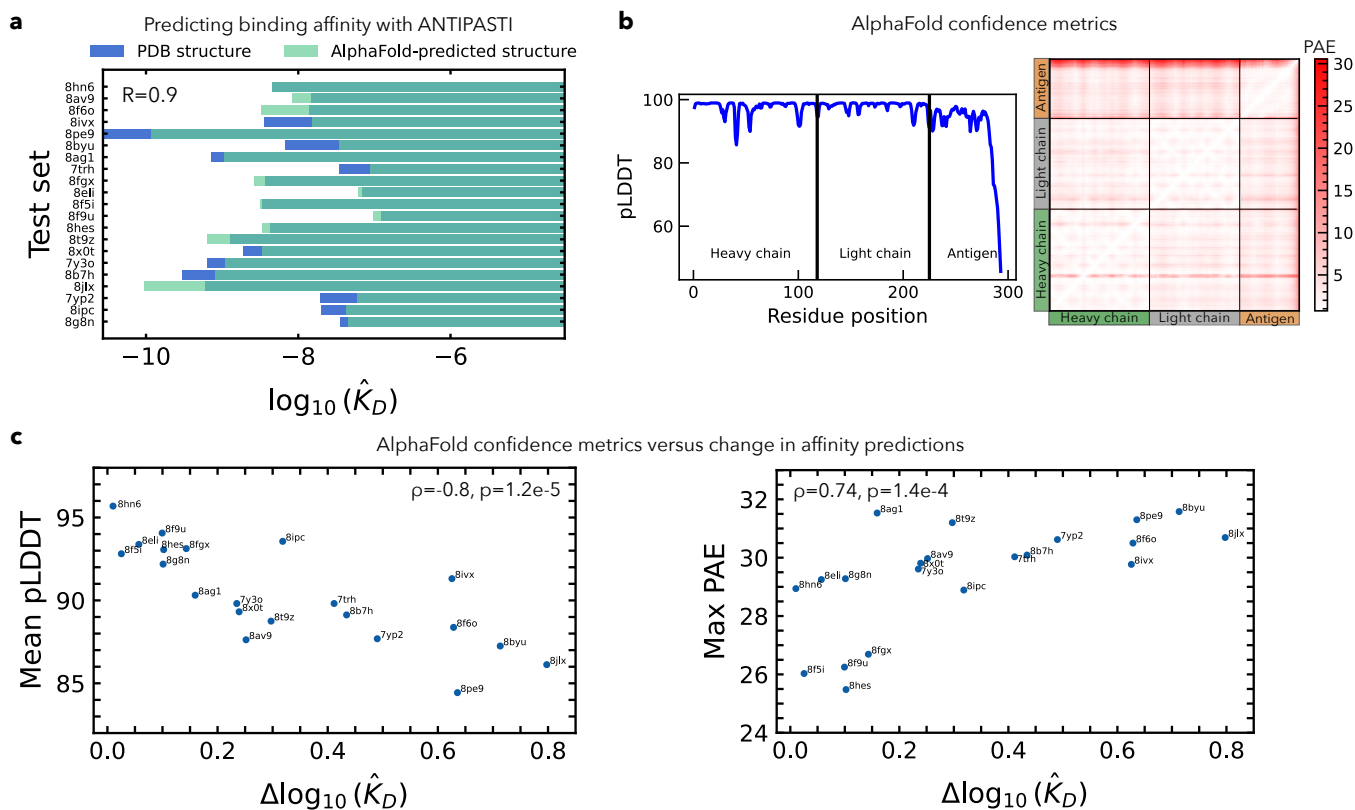 a
Predicting binding affinity with ANTIPASTI
PDB structure
AlphaFold-predicted structure
R=0.9
Test set
8hn6
8av9
8f6o
8ivx
8pe9
8byu
8ag1
7trh
8fgx
8eli
8f5i
8f9u
8hes
8t9z
8x0t
7y3o
8b7h
8jlx
7yp2
8ipc
8g8n
−10 −8 −6
log₁₀ (K̂_D)
b
AlphaFold confidence metrics
pLDDT
100
80
60
Heavy chain Light chain Antigen
0 100 200 300
Residue position
PAE
Antigen
Light chain
Heavy chain
Heavy chain Light chain Antigen
30
25
20
15
10
5
c
AlphaFold confidence metrics versus change in affinity predictions
ρ=-0.8, p=1.2e-5
Mean pLDDT
95
90
85
8hn6
8f9u
8eli
8hes
8fgx
8f5i
8g8n
8ipc
8ag1
8ivx
7y3o
8x0t
7trh
8b7h
8t9z
8f6o
8av9
7yp2
8byu
8jlx
8pe9
0.0 0.2 0.4 0.6 0.8
Δlog₁₀ (K̂_D)
ρ=0.74, p=1.4e-4
Max PAE
32
30
28
26
24
8ag1
8byu
8pe9
8t9z
8jlx
7yp2
8f6o
8b7h
7trh
8av9
8x0t
7y3o
8ivx
8eli
8g8n
8hn6
8ipc
8fgx
8f9u
8f5i
8hes
0.0 0.2 0.4 0.6 0.8
Δlog₁₀ (K̂_D)